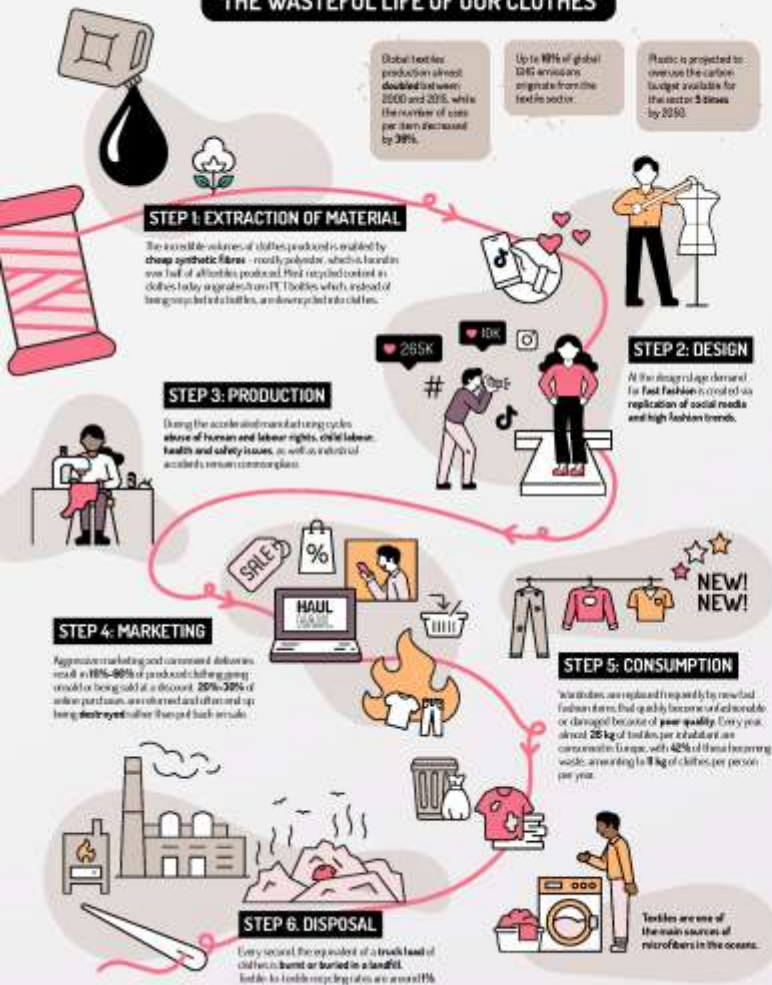 THE WASTEFUL LIFE OF OUR CLOTHES
Global textiles
production almost
doubled between
2000 and 2015, while
the number of uses
per item decreased
by 36%.
Up to 10% of global
GHG emissions
originate from the
textile sector.
Plastic is projected to
overuse the carbon
budget available for
the sector 5 times
by 2050.
STEP 1: EXTRACTION OF MATERIAL
The incredible volumes of clothes produced is enabled by
cheap synthetic fibres - mostly polyester, which is found in
over half of all textiles produced. Most recycled content in
clothes today originates from PET bottles which, instead of
being recycled into bottles, are downcycled into clothes.
STEP 2: DESIGN
At the design stage demand
for fast fashion is created via
replication of social media
and high fashion trends.
265K
10K
#
STEP 3: PRODUCTION
During the accelerated manufacturing cycles
abuse of human and labour rights, child labour,
health and safety issues, as well as industrial
accidents remain commonplace.
SALE
%
HAUL
HAUL
STEP 4: MARKETING
Aggressive marketing and convenient deliveries
result in of produced clothing going
unsold or being sold at a discount. 20%-30% of
online purchases are returned and often end up
being destroyed rather than put back on sale.
NEW!
NEW!
STEP 5: CONSUMPTION
Wardrobes are replaced frequently by new fast
fashion items that quickly become unfashionable
or damaged because of poor quality. Every year,
almost 26 kg of textiles per inhabitant are
consumed in Europe, with 42% of these becoming
waste, amounting to 11 kg of clothes per person
per year.
Textiles are one of
the main sources of
microfibers in the oceans.
STEP 6. DISPOSAL
Every second, the equivalent of a truck load of
clothes is burnt or buried in a landfill.
Textile-to-textile recycling rates are around 1%.